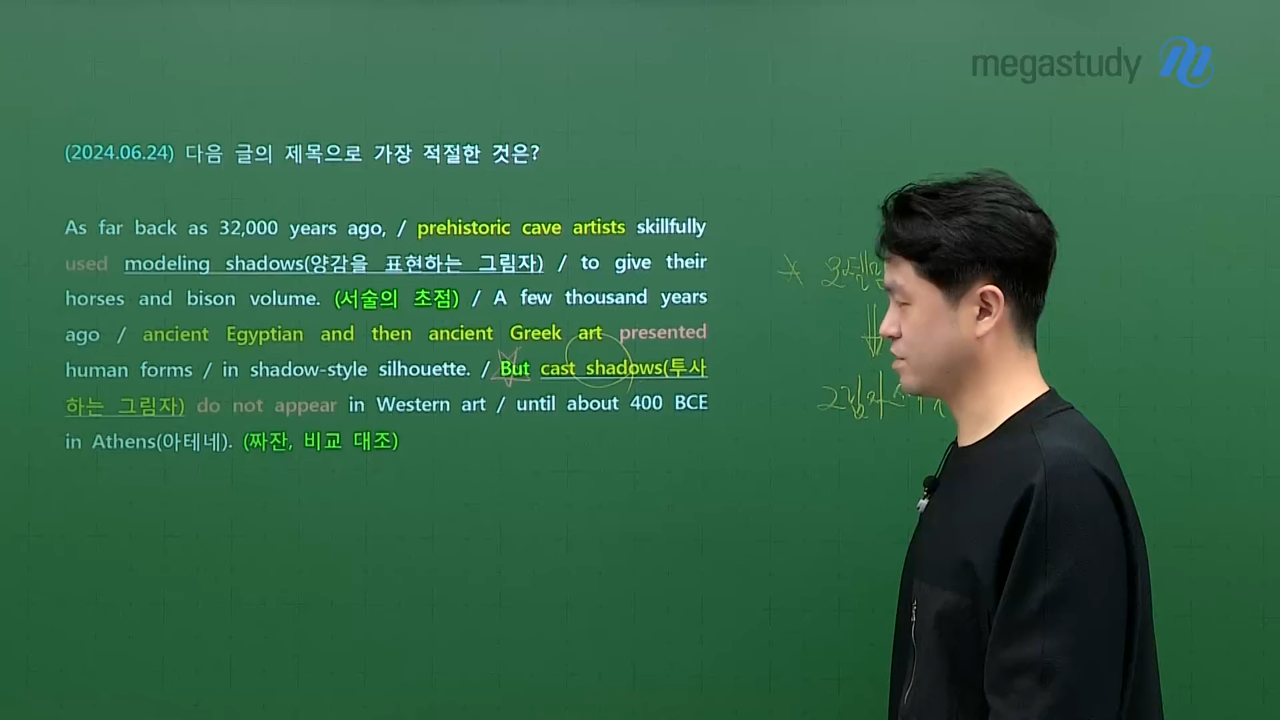 megastudy
(2024.06.24) 다음 글의 제목으로 가장 적절한 것은?
As far back as 32,000 years ago, / prehistoric cave artists skillfully
used modeling shadows(양감을 표현하는 그림자) / to give their
horses and bison volume. (서술의 초점) / A few thousand years
ago / ancient Egyptian and then ancient Greek art presented
human forms / in shadow-style silhouette. / But cast shadows(투사
하는 그림자) do not appear in Western art / until about 400 BCE
in Athens(아테네). (짜잔, 비교 대조)